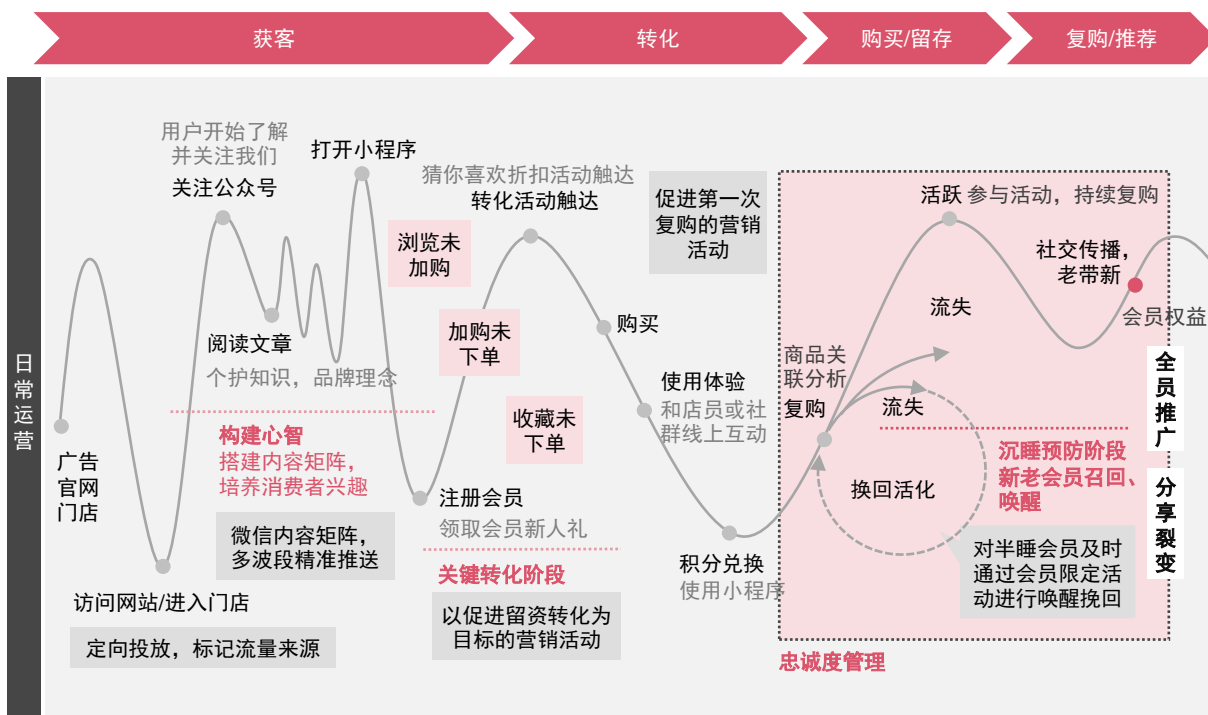 获客
转化
购买/留存
复购/推荐
日常运营
广告
官网
门店
访问网站/进入门店
定向投放，标记流量来源
用户开始了解
并关注我们
关注公众号
阅读文章
个护知识，品牌理念
构建心智
搭建内容矩阵，
培养消费者兴趣
微信内容矩阵，
多波段精准推送
打开小程序
浏览未
加购
加购未
下单
收藏未
下单
注册会员
领取会员新人礼
关键转化阶段
以促进留资转化为
目标的营销活动
猜你喜欢折扣活动触达
转化活动触达
购买
使用体验
和店员或社
群线上互动
积分兑换
使用小程序
促进第一次
复购的营销
活动
商品关
联分析
复购
活跃 参与活动，持续复购
流失
流失
换回活化
沉睡预防阶段
新老会员召回、
唤醒
对半睡会员及时
通过会员限定活
动进行唤醒挽回
社交传播，
老带新
会员权益
全员推广
分享裂变
忠诚度管理